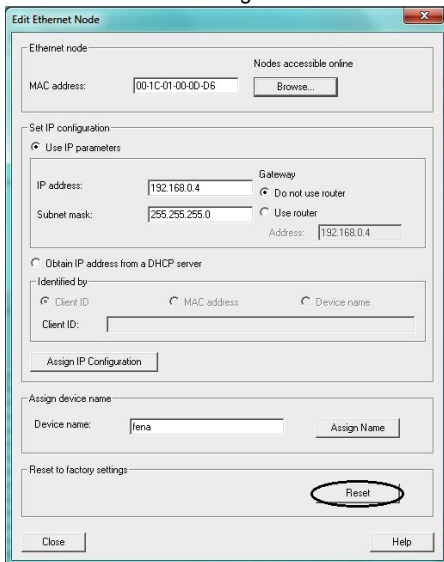 Edit Ethernet Node
Ethernet node
Nodes accessible online
MAC address: 00-1C-01-00-0D-D6 Browse...
Set IP configuration
Use IP parameters
Gateway
IP address: 192.168.0.4 Do not use router
Subnet mask: 255.255.255.0 Use router
Address: 192.168.0.4
Obtain IP address from a DHCP server
Identified by
Client ID MAC address Device name
Client ID:
Assign IP Configuration
Assign device name
Device name: fena Assign Name
Reset to factory settings
Reset
Close Help